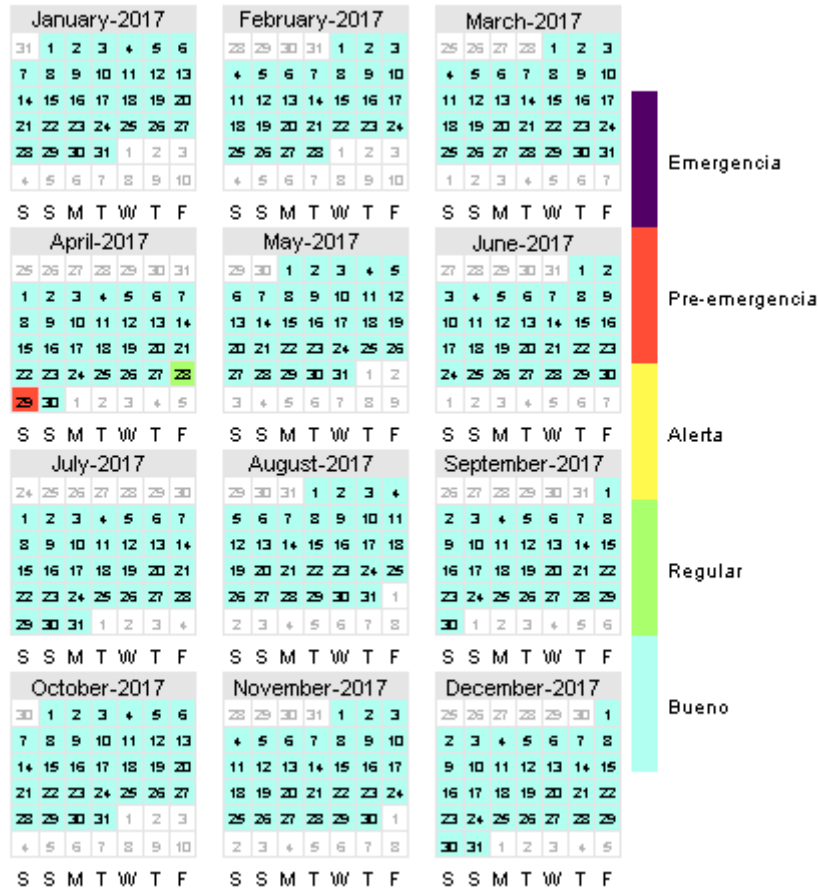 January-2017
31 1 2 3 4 5 6
7 8 9 10 11 12 13
14 15 16 17 18 19 20
21 22 23 24 25 26 27
28 29 30 31 1 2 3
4 5 6 7 8 9 10
S S M T W T F
February-2017
28 29 30 31 1 2 3
4 5 6 7 8 9 10
11 12 13 14 15 16 17
18 19 20 21 22 23 24
25 26 27 28 1 2 3
4 5 6 7 8 9 10
S S M T W T F
March-2017
25 26 27 28 1 2 3
4 5 6 7 8 9 10
11 12 13 14 15 16 17
18 19 20 21 22 23 24
25 26 27 28 29 30 31
1 2 3 4 5 6 7
S S M T W T F
April-2017
25 26 27 28 29 30 31
1 2 3 4 5 6 7
8 9 10 11 12 13 14
15 16 17 18 19 20 21
22 23 24 25 26 27 28
29 30 1 2 3 4 5
S S M T W T F
May-2017
29 30 1 2 3 4 5
6 7 8 9 10 11 12
13 14 15 16 17 18 19
20 21 22 23 24 25 26
27 28 29 30 31 1 2
3 4 5 6 7 8 9
S S M T W T F
June-2017
27 28 29 30 31 1 2
3 4 5 6 7 8 9
10 11 12 13 14 15 16
17 18 19 20 21 22 23
24 25 26 27 28 29 30
1 2 3 4 5 6 7
S S M T W T F
July-2017
24 25 26 27 28 29 30
1 2 3 4 5 6 7
8 9 10 11 12 13 14
15 16 17 18 19 20 21
22 23 24 25 26 27 28
29 30 31 1 2 3 4
S S M T W T F
August-2017
29 30 31 1 2 3 4
5 6 7 8 9 10 11
12 13 14 15 16 17 18
19 20 21 22 23 24 25
26 27 28 29 30 31 1
2 3 4 5 6 7 8
S S M T W T F
September-2017
26 27 28 29 30 31 1
2 3 4 5 6 7 8
9 10 11 12 13 14 15
16 17 18 19 20 21 22
23 24 25 26 27 28 29
30 1 2 3 4 5 6
S S M T W T F
October-2017
30 1 2 3 4 5 6
7 8 9 10 11 12 13
14 15 16 17 18 19 20
21 22 23 24 25 26 27
28 29 30 31 1 2 3
4 5 6 7 8 9 10
S S M T W T F
November-2017
28 29 30 31 1 2 3
4 5 6 7 8 9 10
11 12 13 14 15 16 17
18 19 20 21 22 23 24
25 26 27 28 29 30 1
2 3 4 5 6 7 8
S S M T W T F
December-2017
25 26 27 28 29 30 1
2 3 4 5 6 7 8
9 10 11 12 13 14 15
16 17 18 19 20 21 22
23 24 25 26 27 28 29
30 31 1 2 3 4 5
S S M T W T F
Emergencia
Pre-emergencia
Alerta
Regular
Bueno